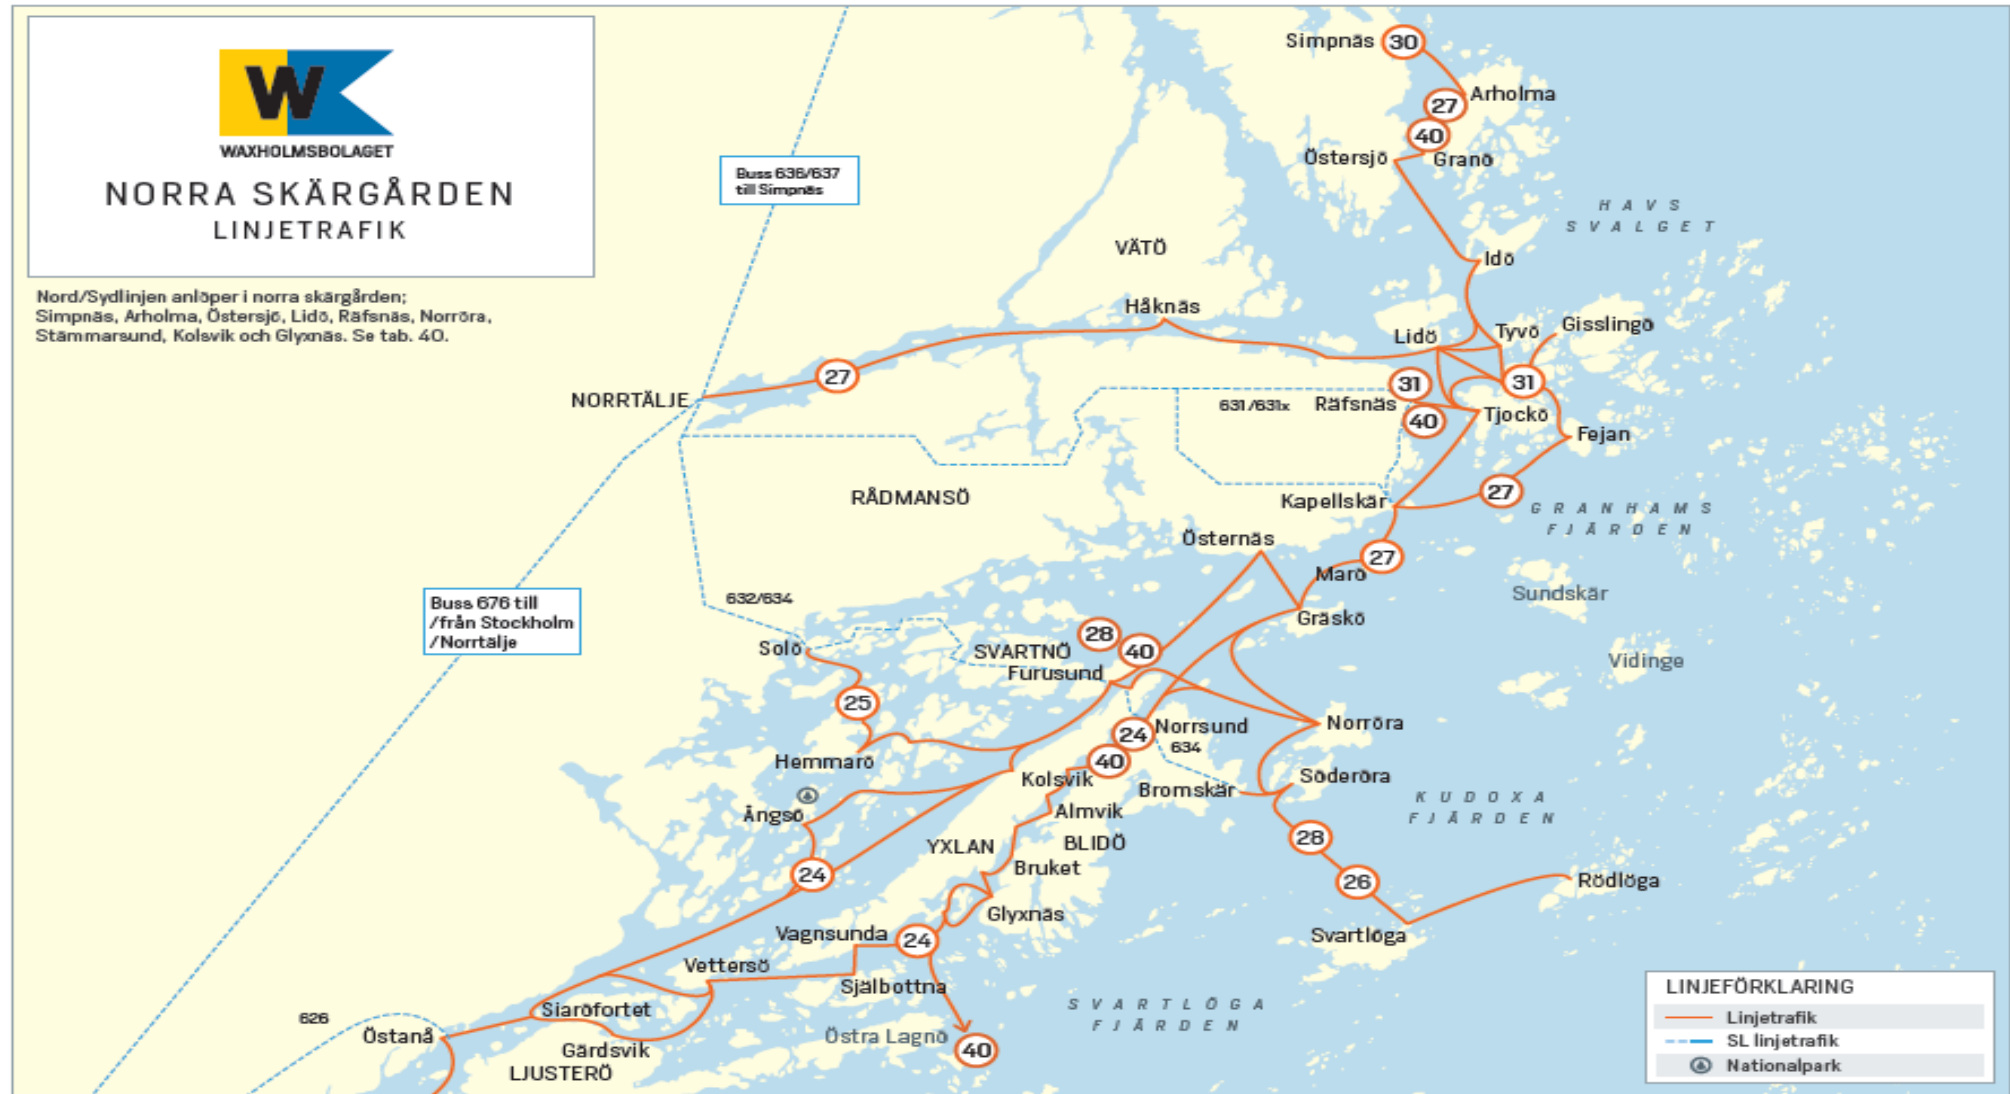 W
WAXHOLMSBOLAGET
NORRA SKÄRGÅRDEN
LINJETRAFIK
Nord/Sydlinjen anlöper i norra skärgården;
Simpnäs, Arholma, Östersjö, Lidö, Räfsnäs, Norröra,
Stämmarsund, Kolsvik och Glyxnäs. Se tab. 40.
Simpnäs 30
Arholma
27
40
Östersjö
Granö
Buss 636/637
till Simpnäs
HAVS
SVALGET
VÄTÖ
Idö
Håknäs
Lidö
Tyvö
Gisslingö
27
NORRTÄLJE
31
31
631/631x
Räfsnäs
40
Tjockö
Fejan
RÅDMANSÖ
Kapellskär
27
GRANHAMS
FJÄRDEN
Östernäs
27
Marö
Sundskär
Buss 676 till
/från Stockholm
/Norrtälje
632/634
Gräskö
28
40
Solö
SVARTNÖ
Furusund
Vidinge
25
Norrsund
24
634
Norröra
Hemmarö
40
Kolsvik
Bromskär
Söderöra
Ängsö
Almvik
KUDOXA
FJÄRDEN
YXLAN
BLIDÖ
28
24
Bruket
26
Rödlöga
Glyxnäs
Vagnsunda
24
Svartlöga
Vettersö
Själbottna
SVARTLÖGA
FJÄRDEN
Siaröfortet
626
Östanå
Östra Lagnö
40
Gärdsvik
LJUSTERÖ
LINJEFÖRKLARING
Linjetrafik
SL linjetrafik
Nationalpark